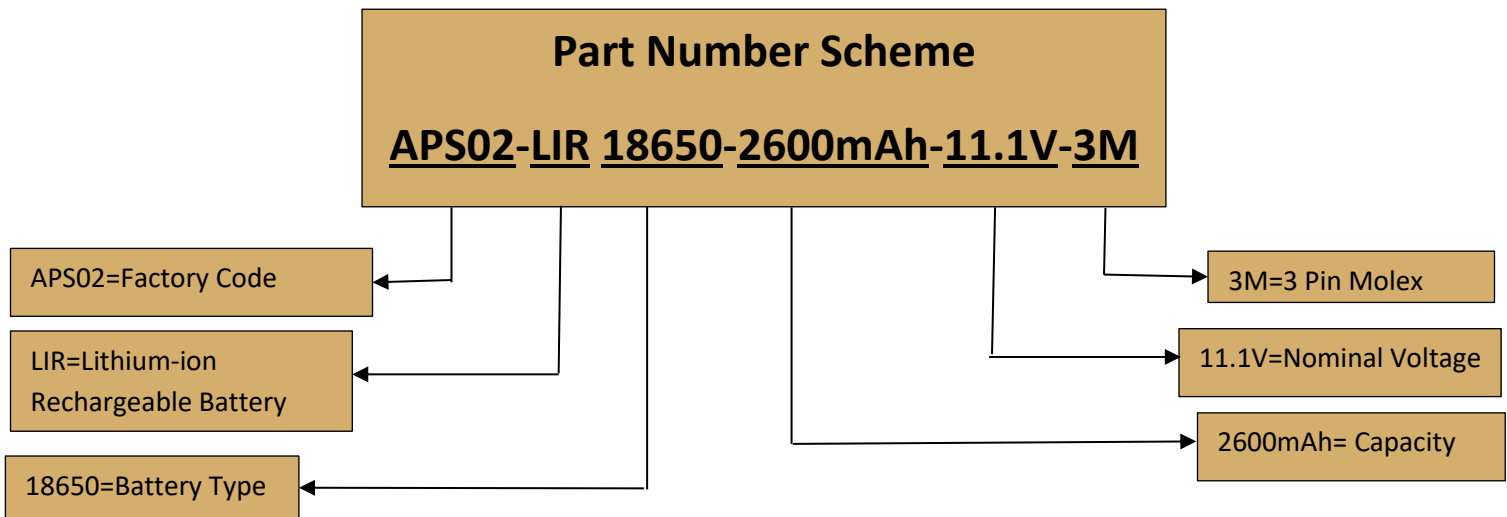 Part Number Scheme
APS02-LIR 18650-2600mAh-11.1V-3M
APS02=Factory Code
3M=3 Pin Molex
LIR=Lithium-ion
Rechargeable Battery
11.1V=Nominal Voltage
2600mAh= Capacity
18650=Battery Type